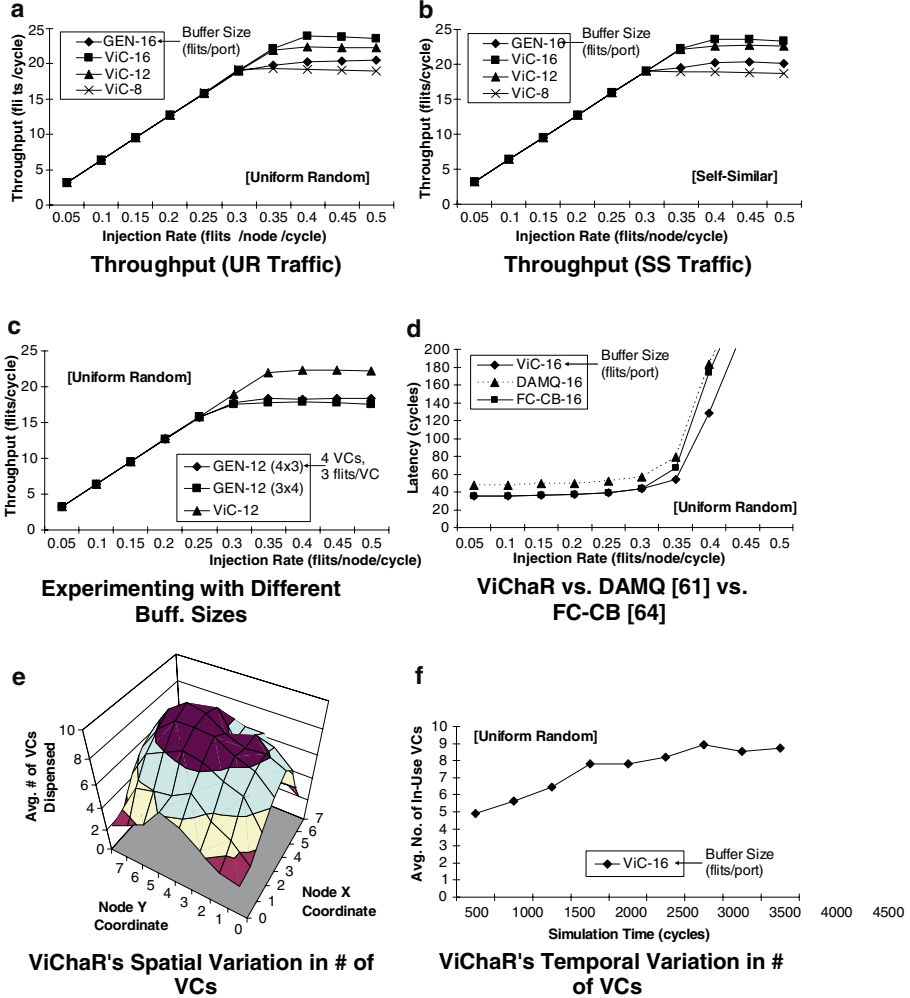 a
25
20
15
10
5
0
Throughput (fli ts /cycle)
GEN-16
ViC-16
ViC-12
ViC-8
Buffer Size
(flits/port)
[Uniform Random]
0.05 0.1 0.15 0.2 0.25 0.3 0.35 0.4 0.45 0.5
Injection Rate (flits /node /cycle)
Throughput (UR Traffic)
b
25
20
15
10
5
0
Throughput (flits/cycle)
GEN-16
ViC-16
ViC-12
ViC-8
Buffer Size
(flits/port)
[Self-Similar]
0.05 0.1 0.15 0.2 0.25 0.3 0.35 0.4 0.45 0.5
Injection Rate (flits/node/cycle)
Throughput (SS Traffic)
c
25
20
15
10
5
0
Throughput (flits/cycle)
[Uniform Random]
GEN-12 (4x3)
GEN-12 (3x4)
ViC-12
4 VCs,
3 flits/VC
0.05 0.1 0.15 0.2 0.25 0.3 0.35 0.4 0.45 0.5
Injection Rate (flits/node/cycle)
Experimenting with Different
Buff. Sizes
d
200
180
160
140
120
100
80
60
40
20
0
Latency (cycles)
ViC-16
DAMQ-16
FC-CB-16
Buffer Size
(flits/port)
[Uniform Random]
0.05 0.1 0.15 0.2 0.25 0.3 0.35 0.4 0.45 0.5
Injection Rate (flits/node/cycle)
ViChaR vs. DAMQ [61] vs.
FC-CB [64]
e
10
8
6
4
2
0
Avg. # of VCs
Dispensed
7 6 5 4 3 2 1 0
Node Y
Coordinate
7
6
5
4
3
2
1
0
Node X
Coordinate
ViChaR's Spatial Variation in # of
VCs
f
10
9
8
7
6
5
4
3
2
1
0
Avg. No. of In-Use VCs
[Uniform Random]
ViC-16
Buffer Size
(flits/port)
500 1000 1500 2000 2500 3000 3500 4000 4500
Simulation Time (cycles)
ViChaR's Temporal Variation in #
of VCs